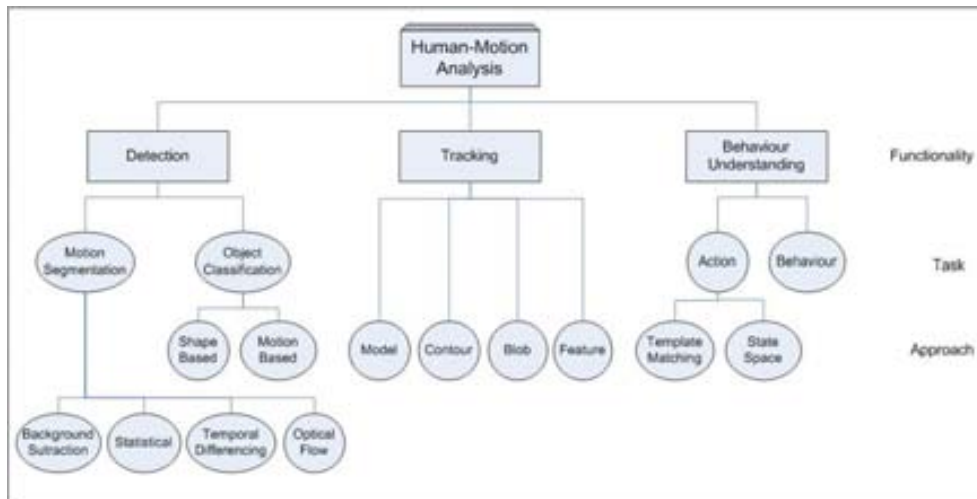 Human-Motion
Analysis
Detection
Tracking
Behaviour
Understanding
Functionality
Motion
Segmentation
Object
Classification
Action
Behaviour
Task
Shape
Based
Motion
Based
Model
Contour
Blob
Feature
Template
Matching
State
Space
Approach
Background
Sutraction
Statistical
Temporal
Differencing
Optical
Flow